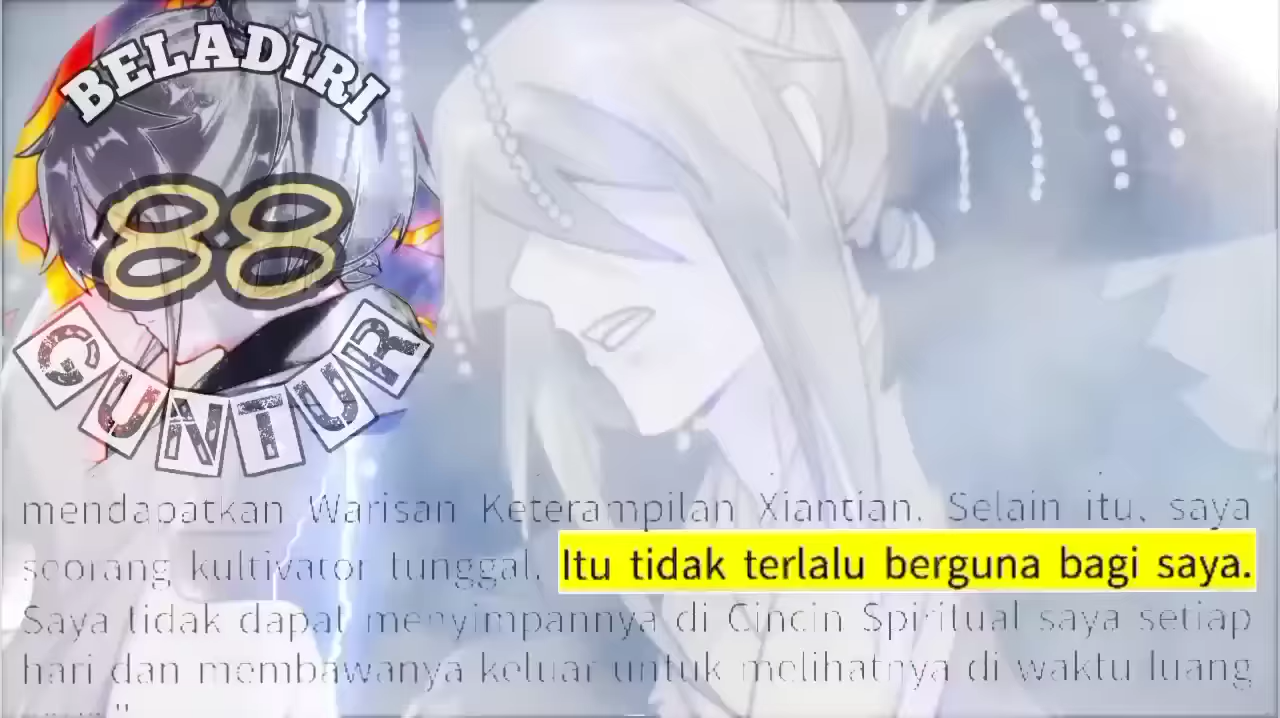 BELADIRI
88
GUNTUR
mendapatkan Warisan Keterampilan Xiantian. Selain itu, saya
seorang kultivator tunggal. Itu tidak terlalu berguna bagi saya.
Saya tidak dapat menyimpannya di Cincin Spiritual saya setiap
hari dan membawanya keluar untuk melihatnya di waktu luang